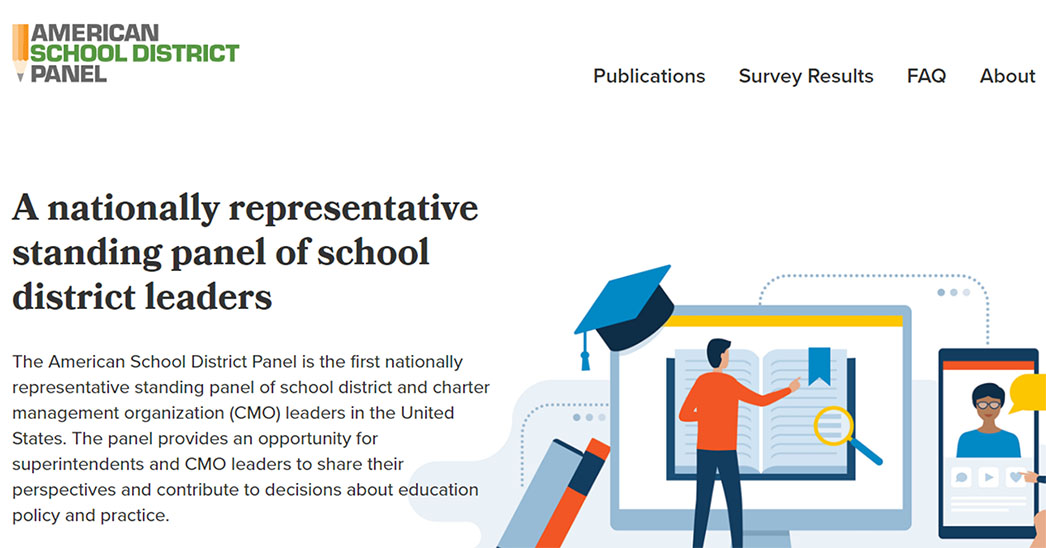 AMERICAN
SCHOOL DISTRICT
PANEL
Publications Survey Results FAQ About
A nationally representative
standing panel of school
district leaders
The American School District Panel is the first nationally
representative standing panel of school district and charter
management organization (CMO) leaders in the United
States. The panel provides an opportunity for
superintendents and CMO leaders to share their
perspectives and contribute to decisions about education
policy and practice.